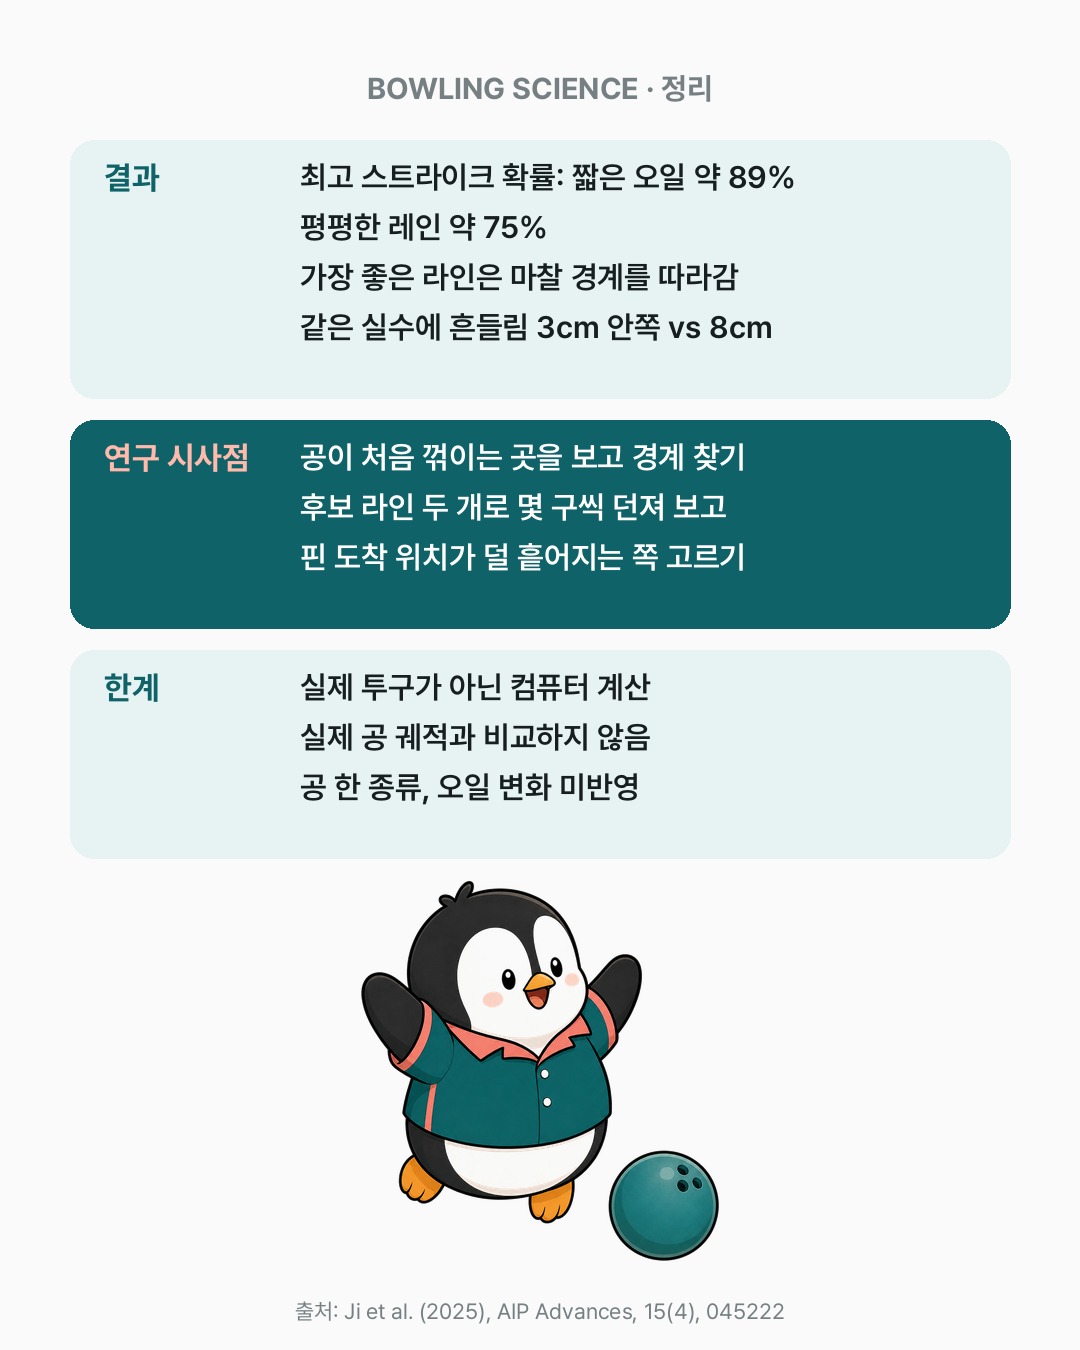 BOWLING SCIENCE · 정리
결과
최고 스트라이크 확률: 짧은 오일 약 89%
평평한 레인 약 75%
가장 좋은 라인은 마찰 경계를 따라감
같은 실수에 흔들림 3cm 안쪽 vs 8cm
연구 시사점
공이 처음 꺾이는 곳을 보고 경계 찾기
후보 라인 두 개로 몇 구씩 던져 보고
핀 도착 위치가 덜 흩어지는 쪽 고르기
한계
실제 투구가 아닌 컴퓨터 계산
실제 공 궤적과 비교하지 않음
공 한 종류, 오일 변화 미반영
출처: Ji et al. (2025), AIP Advances, 15(4), 045222